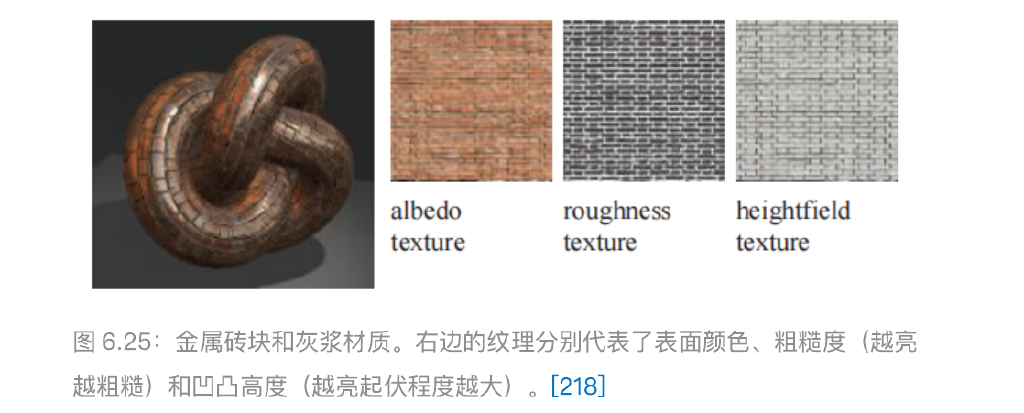 albedo
texture
roughness
texture
heightfield
texture
图 6.25：金属砖块和灰浆材质。右边的纹理分别代表了表面颜色、粗糙度（越亮
越粗糙）和凹凸高度（越亮起伏程度越大）。[218]